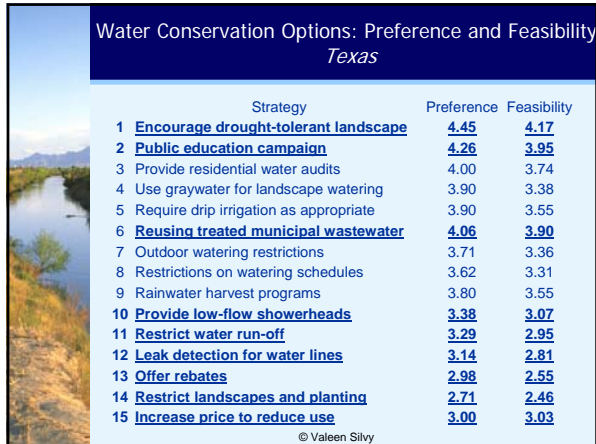 Water Conservation Options: Preference and Feasibility
Texas
Strategy Preference Feasibility
1 Encourage drought-tolerant landscape 4.45 4.17
2 Public education campaign 4.26 3.95
3 Provide residential water audits 4.00 3.74
4 Use graywater for landscape watering 3.90 3.38
5 Require drip irrigation as appropriate 3.90 3.55
6 Reusing treated municipal wastewater 4.06 3.90
7 Outdoor watering restrictions 3.71 3.36
8 Restrictions on watering schedules 3.62 3.31
9 Rainwater harvest programs 3.80 3.55
10 Provide low-flow showerheads 3.38 3.07
11 Restrict water run-off 3.29 2.95
12 Leak detection for water lines 3.14 2.81
13 Offer rebates 2.98 2.55
14 Restrict landscapes and planting 2.71 2.46
15 Increase price to reduce use 3.00 3.03
© Valeen Silvy